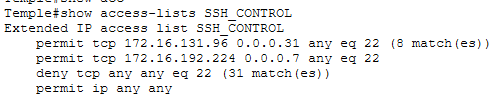 Temple#show access-lists SSH_CONTROL
Extended IP access list SSH_CONTROL
permit tcp 172.16.131.96 0.0.0.31 any eq 22 (8 match(es))
permit tcp 172.16.192.224 0.0.0.7 any eq 22
deny tcp any any eq 22 (31 match(es))
permit ip any any